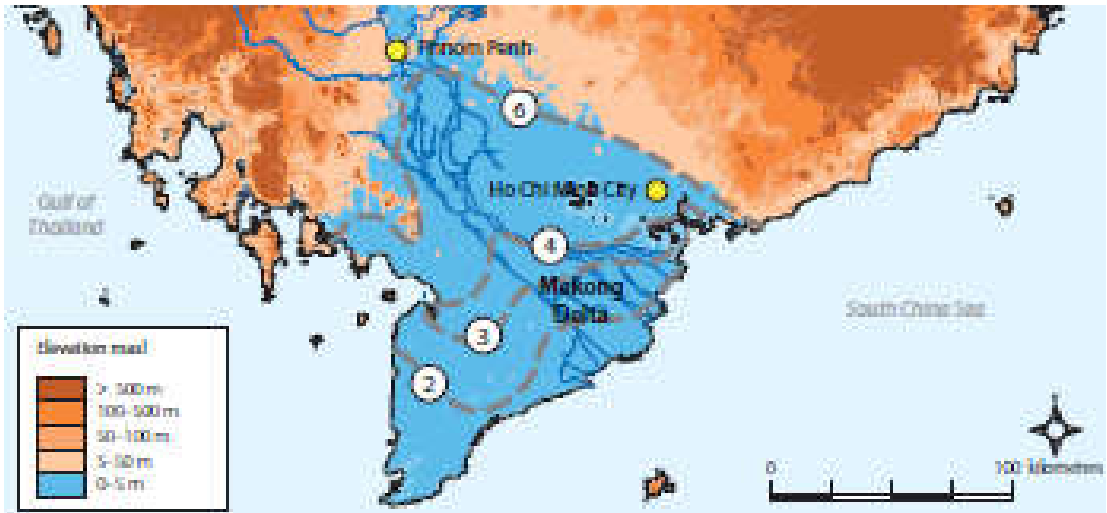 Phnom Penh
6
Ho Chi Minh City
Gulf of
Thailand
4
Mekong
Delta
South China Sea
3
2
Elevation masl
> 500 m
100-500 m
50-100 m
5-50 m
0-5 m
0
100 kilometres